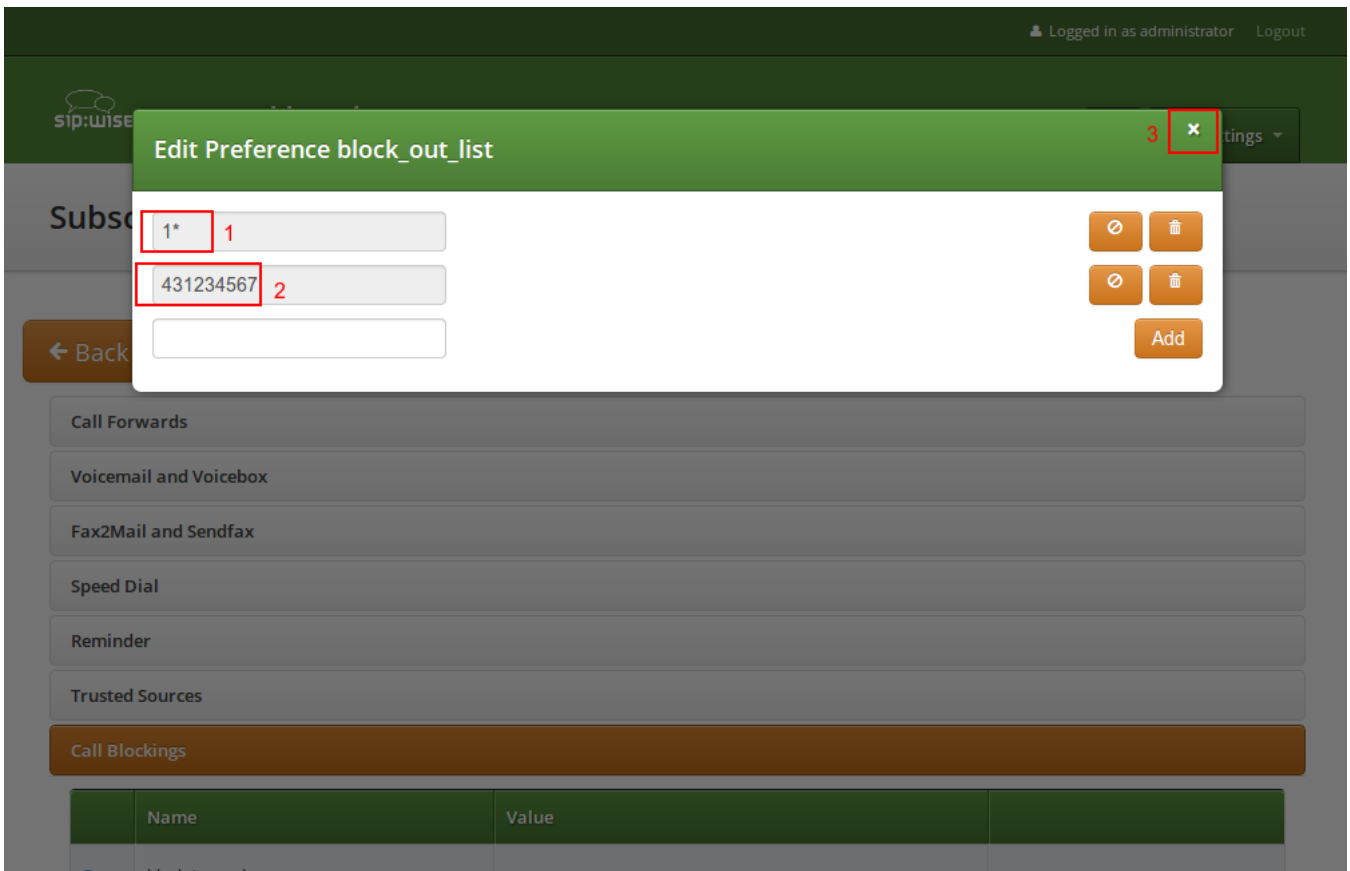 Logged in as administrator Logout
sip:wise
Edit Preference block_out_list
3 ×
tings
Subsc
1* 1
431234567 2
Back
Add
Call Forwards
Voicemail and Voicebox
Fax2Mail and Sendfax
Speed Dial
Reminder
Trusted Sources
Call Blockings
Name Value